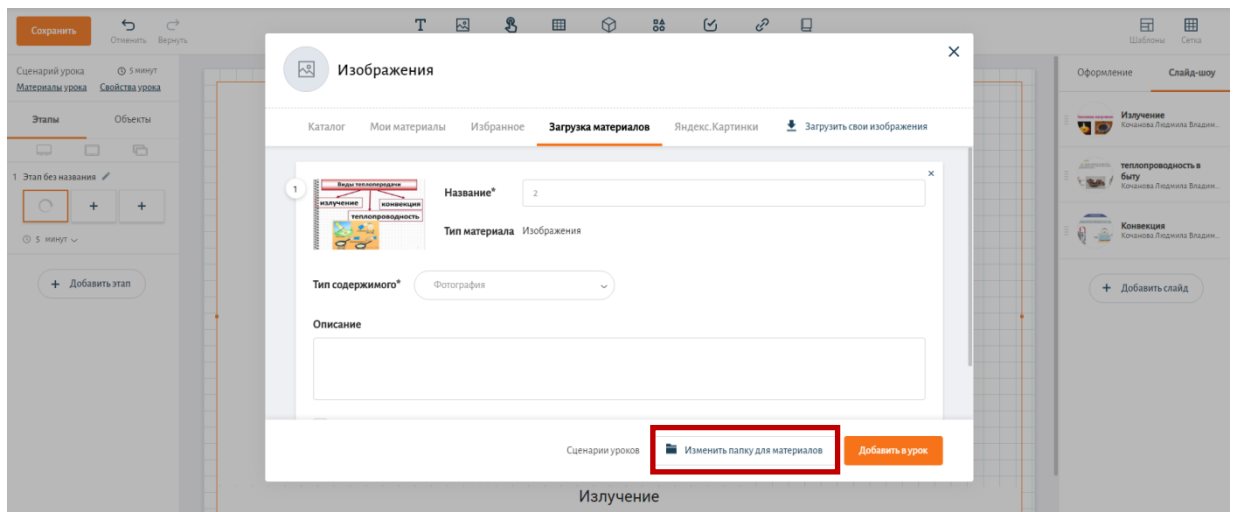 Сохранить
Отменить
Вернуть
T
Шаблоны
Сетка
Сценарий урока
5 минут
Материалы урока
Свойства урока
Этапы
Объекты
1 Этап без названия
+
+
5 минут
+ Добавить этап
Изображения
Каталог
Мои материалы
Избранное
Загрузка материалов
Яндекс.Картинки
Загрузить свои изображения
1
Виды теплопередачи
излучение
конвекция
теплопроводность
Название*
2
Тип материала Изображения
Тип содержимого*
Фотография
Описание
Сценарии уроков
Изменить папку для материалов
Добавить в урок
Излучение
Оформление
Слайд-шоу
Излучение
Кочанова Людмила Владим...
теплопроводность в
быту
Кочанова Людмила Владим...
Конвекция
Кочанова Людмила Владим...
+ Добавить слайд